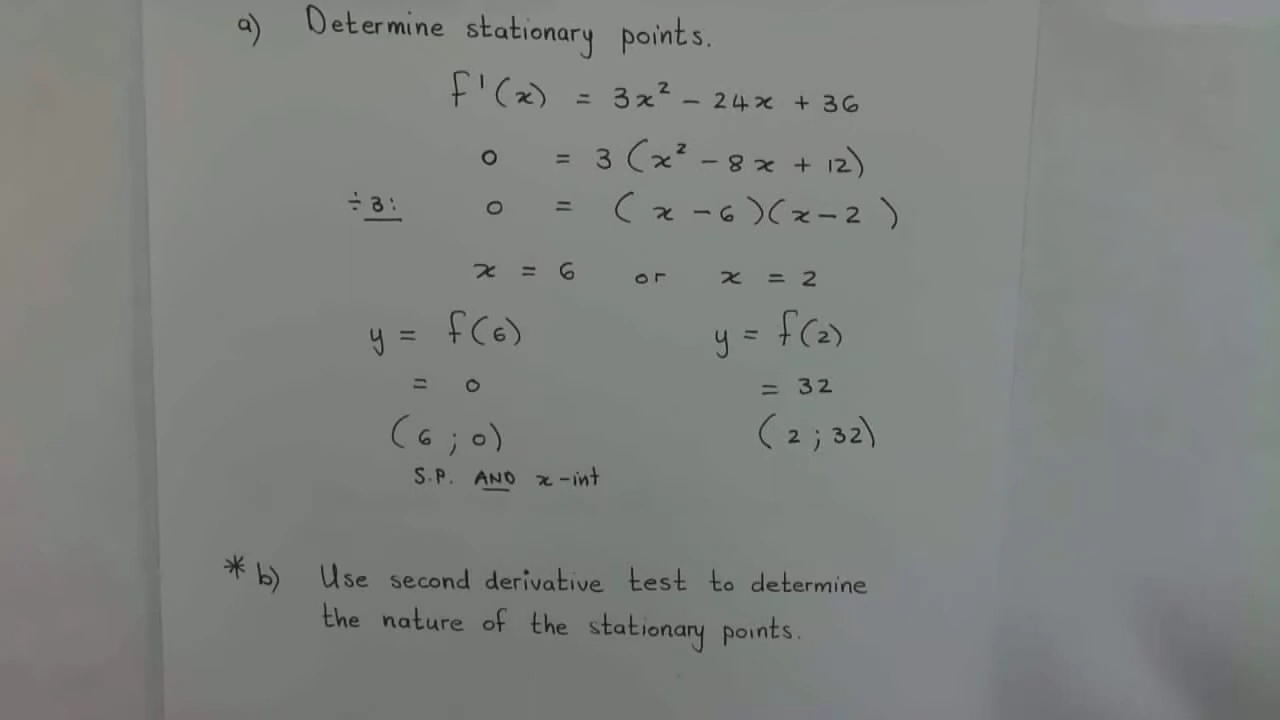 a) Determine stationary points.
f'(x) = 3x² - 24x + 36
0 = 3(x² - 8x + 12)
÷3: 0 = (x - 6)(x - 2)
x = 6 or x = 2
y = f(6) y = f(2)
= 0 = 32
(6 ; 0) (2 ; 32)
S.P. AND x-int
* b) Use second derivative test to determine
the nature of the stationary points.